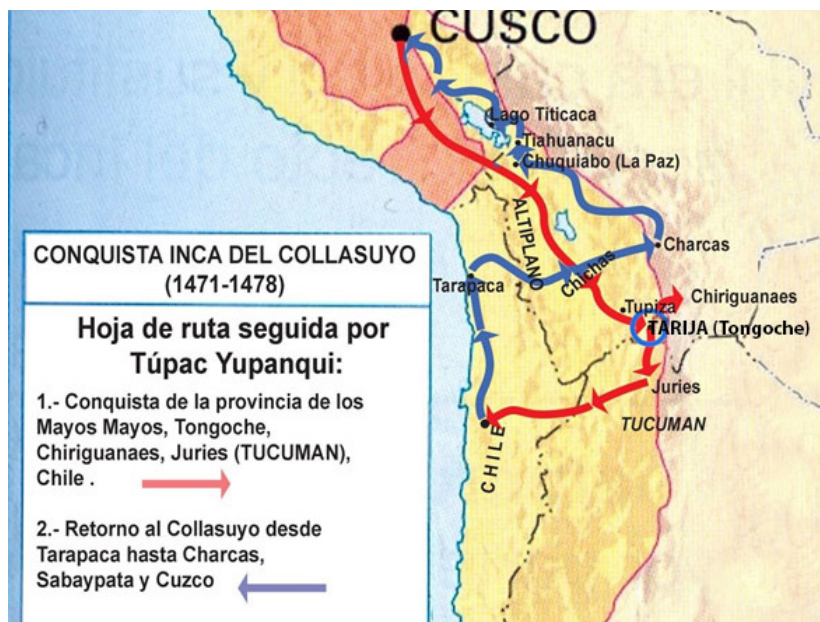 CUSCO
Lago Titicaca
Tiahuanacu
Chuquiabo (La Paz)
ALTIPLANO
Charcas
Tarapaca
Chichas
Chiriguanaes
Tupiza
TARIJA (Tongoche)
Juries
TUCUMAN
CHILE
CONQUISTA INCA DEL COLLASUYO
(1471-1478)
Hoja de ruta seguida por
Túpac Yupanqui:
1.- Conquista de la provincia de los
Mayos Mayos, Tongoche,
Chiriguanaes, Juries (TUCUMAN),
Chile .
2.- Retorno al Collasuyo desde
Tarapaca hasta Charcas,
Sabaypata y Cuzco